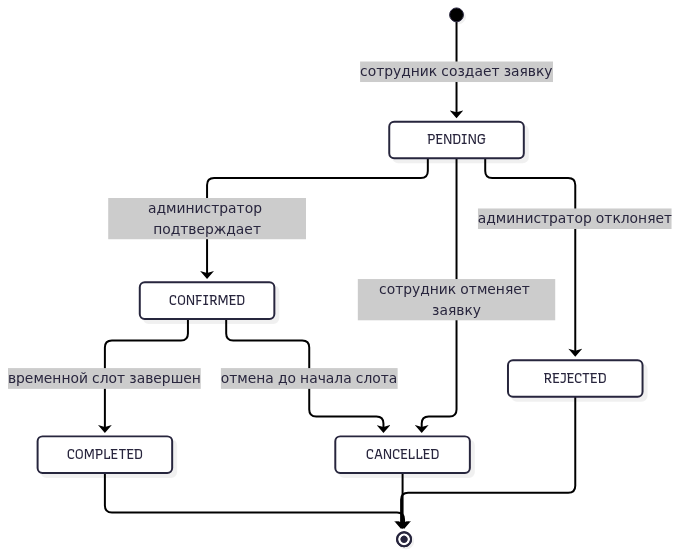 сотрудник создает заявку
PENDING
администратор
подтверждает
администратор отклоняет
CONFIRMED
сотрудник отменяет
заявку
временной слот завершен
отмена до начала слота
REJECTED
COMPLETED
CANCELLED